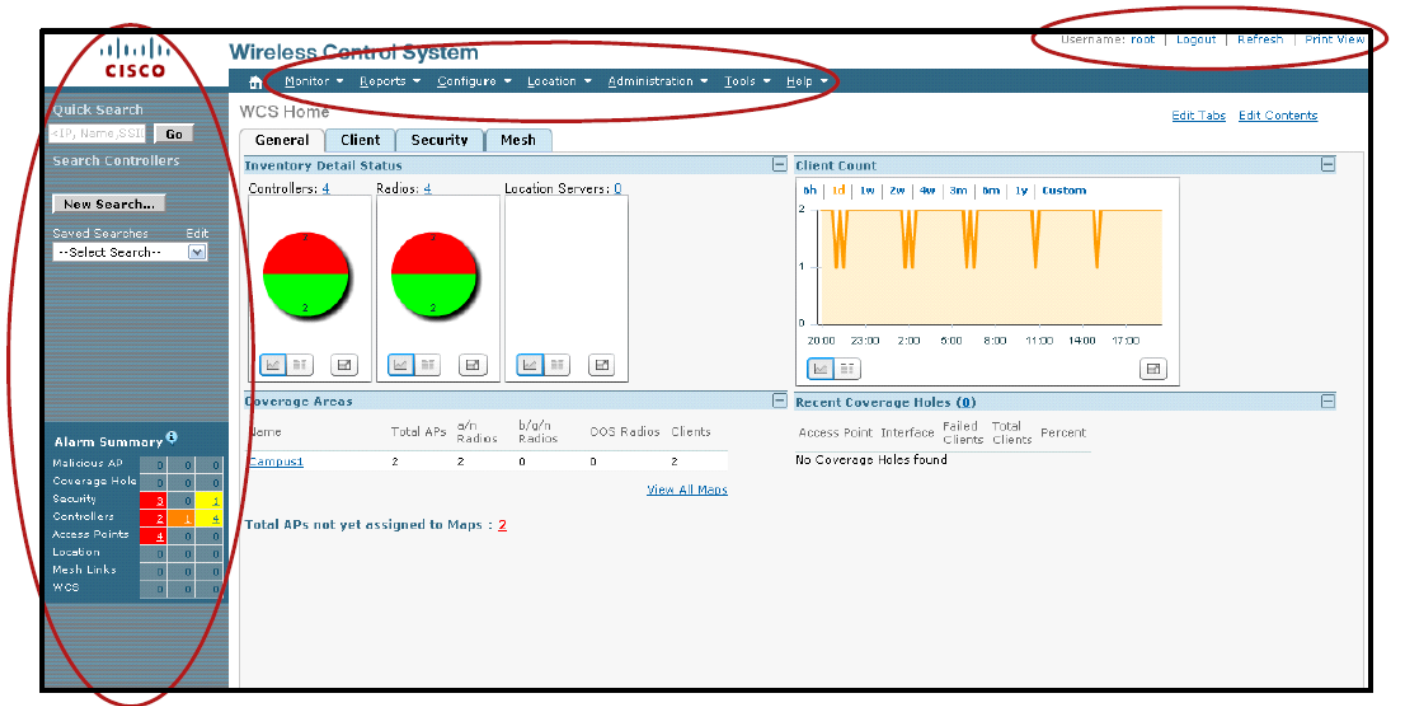 CISCO
Wireless Control System
Username: root | Logout | Refresh | Print View
Monitor Reports Configure Location Administration Tools Help
Quick Search
<IP, Name,SSI Go
Search Controllers
New Search...
Saved Searches Edit
--Select Search--
WCS Home
Edit Tabs Edit Contents
General Client Security Mesh
Inventory Detail Status
Controllers: 4 Radios: 4 Location Servers: 0
2 2
2 2
Client Count
6h | 1d | 1w | 2w | 4w | 3m | 6m | 1y | Custom
2
1
0
20:00 23:00 2:00 5:00 8:00 11:00 14:00 17:00
Coverage Areas
Name Total APs a/n Radios b/g/n Radios OOS Radios Clients
Campus1 2 2 0 0 2
View All Maps
Total APs not yet assigned to Maps : 2
Recent Coverage Holes (0)
Access Point Interface Failed Clients Total Clients Percent
No Coverage Holes found
Alarm Summary
Malicious AP 0 0 0
Coverage Hole 0 0 0
Security 3 0 1
Controllers 2 1 4
Access Points 4 0 0
Location 0 0 0
Mesh Links 0 0 0
WCS 0 0 0